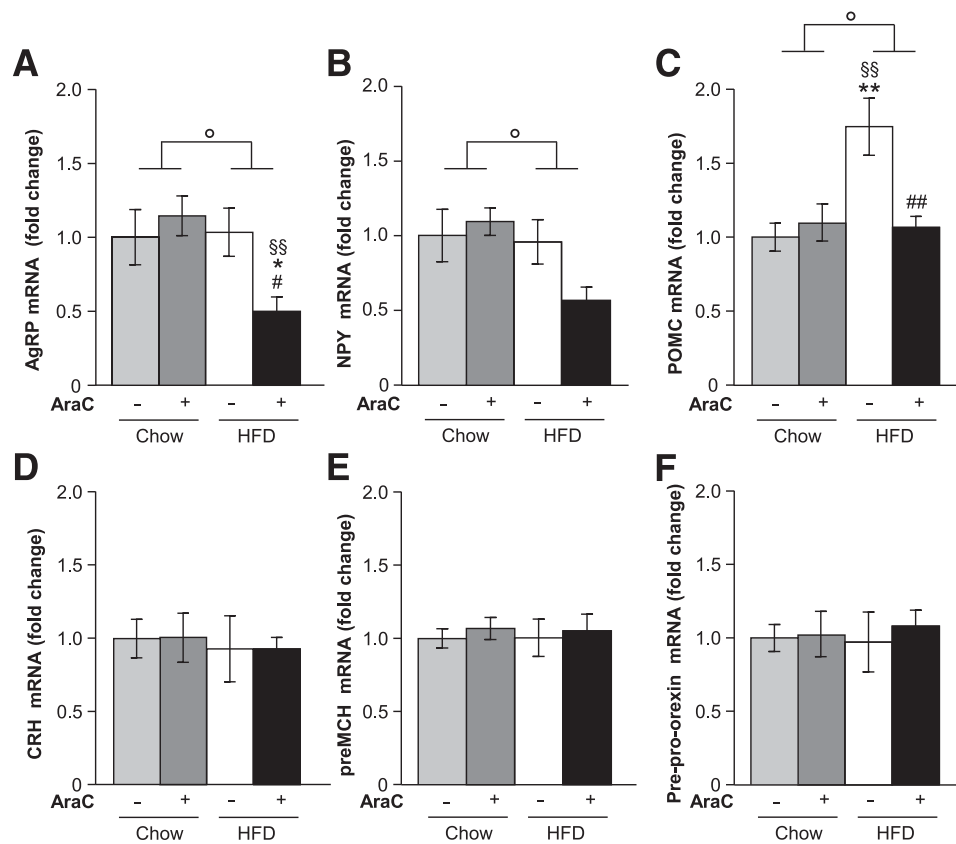 A
AgRP mRNA (fold change)
2.0
1.5
1.0
0.5
0
°
§§
*
#
AraC - + - +
Chow HFD
B
NPY mRNA (fold change)
2.0
1.5
1.0
0.5
0
°
AraC - + - +
Chow HFD
C
POMC mRNA (fold change)
2.0
1.5
1.0
0.5
0
°
§§
**
##
AraC - + - +
Chow HFD
D
CRH mRNA (fold change)
2.0
1.5
1.0
0.5
0
AraC - + - +
Chow HFD
E
preMCH mRNA (fold change)
2.0
1.5
1.0
0.5
0
AraC - + - +
Chow HFD
F
Pre-pro-orexin mRNA (fold change)
2.0
1.5
1.0
0.5
0
AraC - + - +
Chow HFD